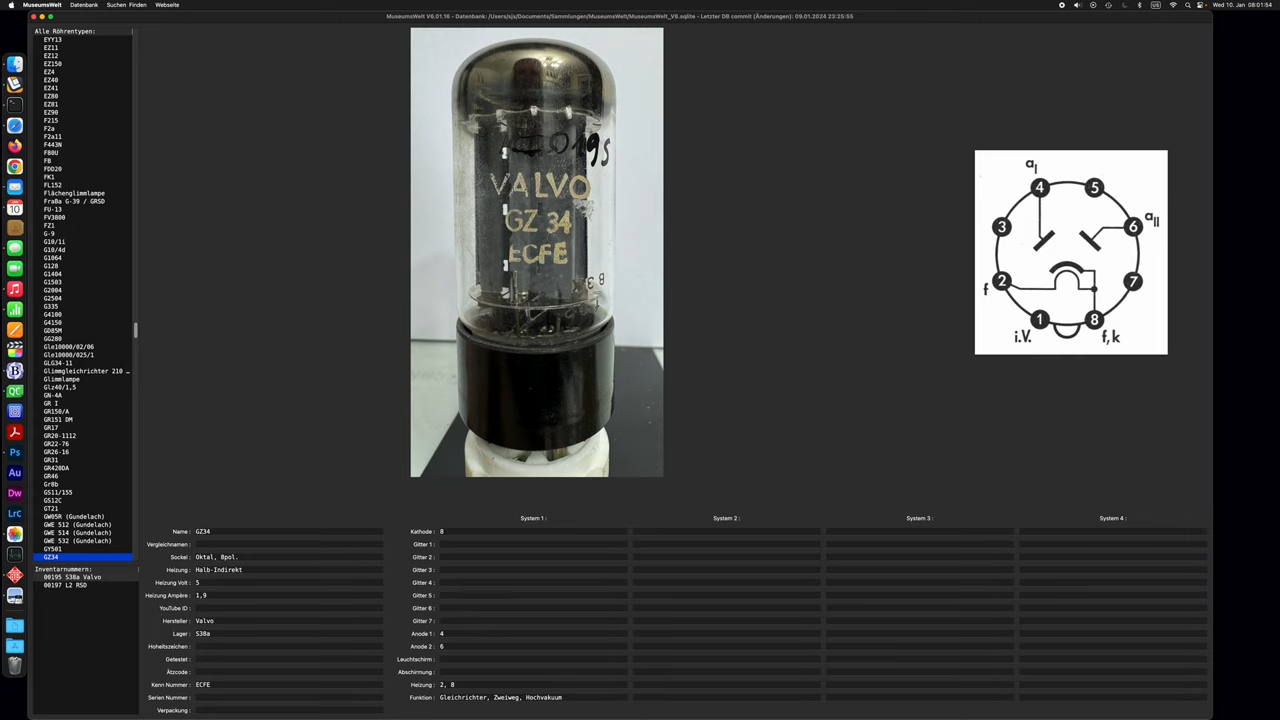 MuseumsWelt Datenbank Suchen Finden Webseite
US Wed 10. Jan 08:01:54
MuseumsWelt V6.01.16 - Datenbank: /Users/sjs/Documents/Sammlungen/MuseumsWelt/MuseumsWelt_V6.sqlite - Letzter DB commit (Änderungen): 09.01.2024 23:25:55
Alle Röhrentypen:
EYY13
EZ11
EZ12
EZ150
EZ4
EZ40
EZ41
EZ80
EZ81
EZ90
F215
F2a
F2a11
F443N
F80U
FB
FDD20
FK1
FL152
Flächenglimmlampe
FraBa G-39 / GRSD
FU-13
FV3800
FZ1
G-9
G10/1i
G10/4d
G1064
G128
G1404
G1503
G2004
G2504
G335
G4100
G4150
GD85M
GG280
Gle10000/02/06
Gle10000/025/1
GLG34-11
Glimmgleichrichter 210 …
Glimmlampe
Glz40/1,5
GN-4A
GR I
GR150/A
GR151 DM
GR17
GR20-1112
GR22-76
GR26-16
GR31
GR420DA
GR46
Gr8b
GS11/155
GS12C
GT21
GW05R (Gundelach)
GWE 512 (Gundelach)
GWE 514 (Gundelach)
GWE 532 (Gundelach)
GY501
GZ34
Inventarnummern:
00195 S38a Valvo
00197 L2 RSD
VALVO
GZ 34
ECFE
aI
4 5
3 6 aII
f 2 7
1 8
i.V. f,k
System 1 : System 2 : System 3 : System 4 :
Name : GZ34
Vergleichnamen :
Sockel : Oktal, 8pol.
Heizung : Halb-Indirekt
Heizung Volt : 5
Heizung Ampère : 1,9
YouTube ID :
Hersteller : Valvo
Lager : S38a
Hoheitszeichen :
Getestet :
Ätzcode :
Kenn Nummer : ECFE
Serien Nummer :
Verpackung :
Kathode : 8
Gitter 1 :
Gitter 2 :
Gitter 3 :
Gitter 4 :
Gitter 5 :
Gitter 6 :
Gitter 7 :
Anode 1 : 4
Anode 2 : 6
Leuchtschirm :
Abschirmung :
Heizung : 2, 8
Funktion : Gleichrichter, Zweiweg, Hochvakuum